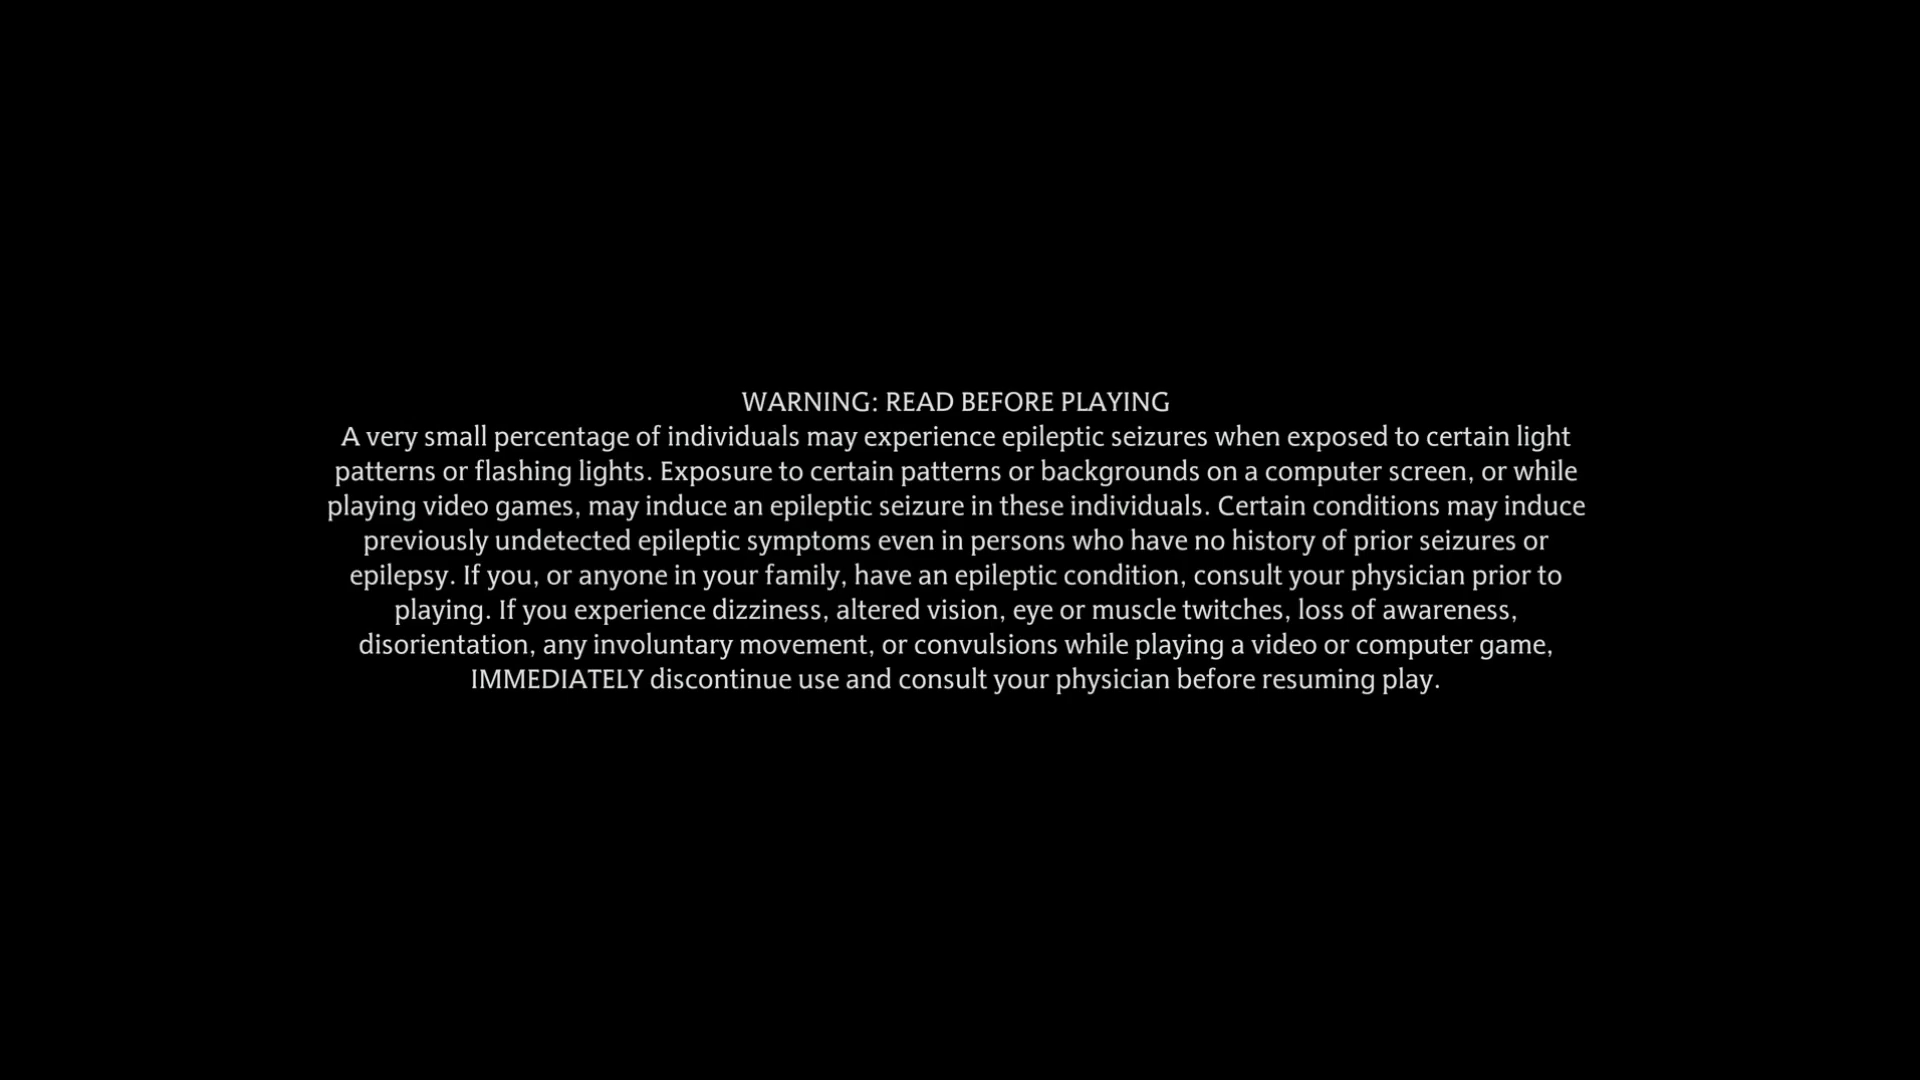 WARNING: READ BEFORE PLAYING
A very small percentage of individuals may experience epileptic seizures when exposed to certain light
patterns or flashing lights. Exposure to certain patterns or backgrounds on a computer screen, or while
playing video games, may induce an epileptic seizure in these individuals. Certain conditions may induce
previously undetected epileptic symptoms even in persons who have no history of prior seizures or
epilepsy. If you, or anyone in your family, have an epileptic condition, consult your physician prior to
playing. If you experience dizziness, altered vision, eye or muscle twitches, loss of awareness,
disorientation, any involuntary movement, or convulsions while playing a video or computer game,
IMMEDIATELY discontinue use and consult your physician before resuming play.